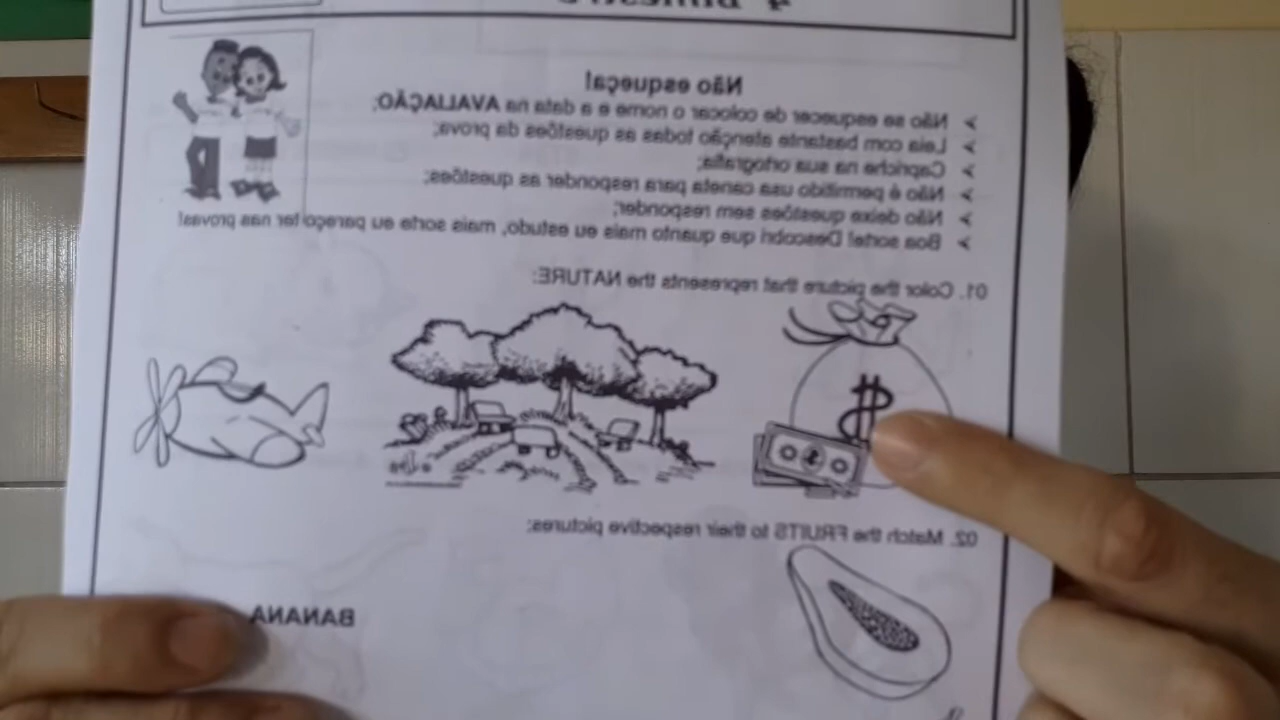 Não esqueça!
➢ Não se esquecer de colocar o nome e a data na AVALIAÇÃO;
➢ Leia com bastante atenção todas as questões da prova;
➢ Capriche na sua ortografia;
➢ Não é permitido usa caneta para responder as questões;
➢ Não deixe questões sem responder;
➢ Boa sorte! Descobri que quanto mais eu estudo, mais sorte eu pareço ter nas provas!
01. Color the picture that represents the NATURE:
$
02. Match the FRUITS to their respective pictures:
BANANA